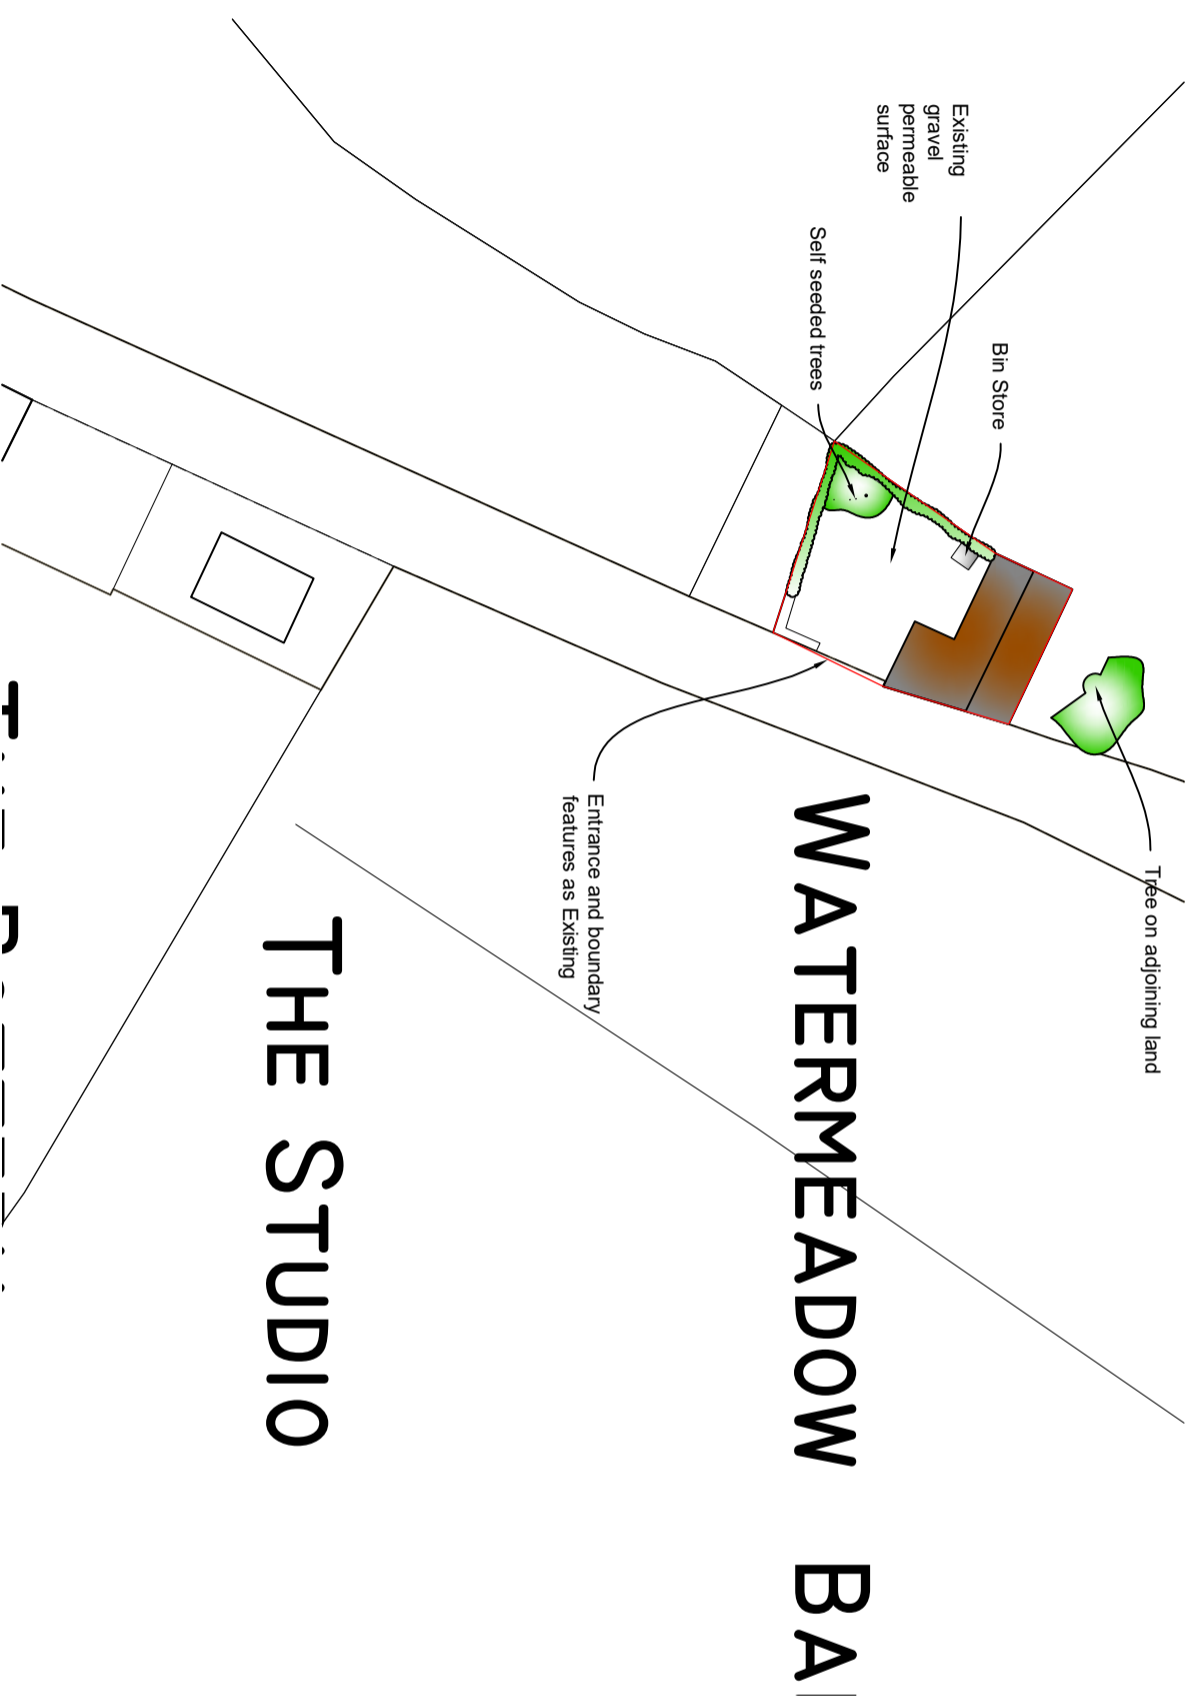 Existing
gravel
permeable
surface
Self seeded trees
Bin Store
Tree on adjoining land
Entrance and boundary
features as Existing
WATERMEADOW
THE STUDIO